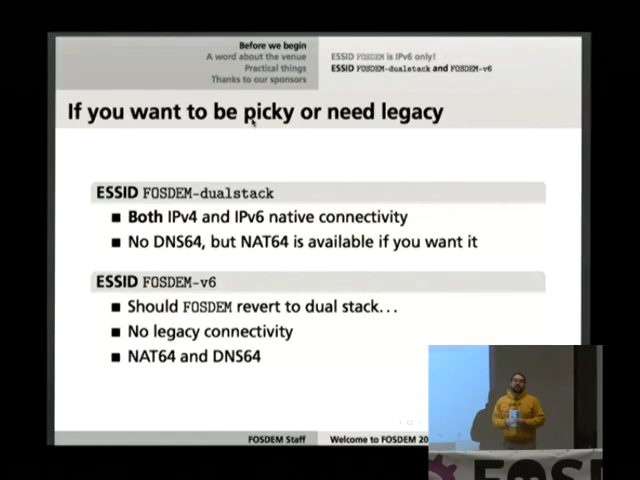 Before we begin
A word about the venue
Practical things
Thanks to our sponsors
ESSID FOSDEM is IPv6 only!
ESSID FOSDEM-dualstack and FOSDEM-v6
If you want to be picky or need legacy
ESSID FOSDEM-dualstack
Both IPv4 and IPv6 native connectivity
No DNS64, but NAT64 is available if you want it
ESSID FOSDEM-v6
Should FOSDEM revert to dual stack...
No legacy connectivity
NAT64 and DNS64
FOSDEM Staff
Welcome to FOSDEM 20
FOSD